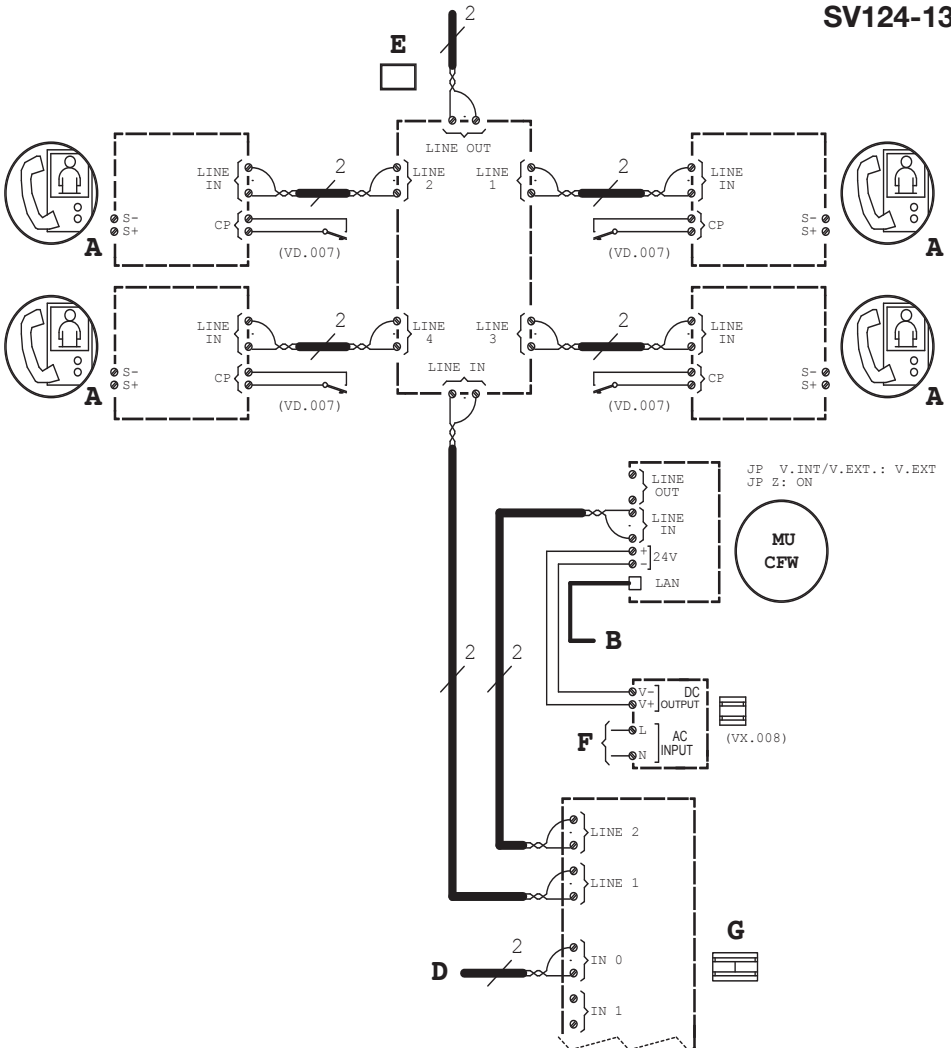 SV124-13
2
E
LINE OUT
LINE IN
2
LINE 2
LINE 1
2
LINE IN
S-
S+
CP
(VD.007)
A
CP
(VD.007)
S-
S+
A
LINE IN
2
LINE 4
LINE 3
2
LINE IN
LINE IN
S-
S+
CP
(VD.007)
A
CP
(VD.007)
S-
S+
A
LINE OUT
JP V.INT/V.EXT.: V.EXT
JP Z: ON
LINE IN
MU
CFW
+
-
24V
LAN
B
2
2
V-
V+
DC OUTPUT
(VX.008)
F
L
N
AC INPUT
LINE 2
LINE 1
G
D
2
IN 0
IN 1